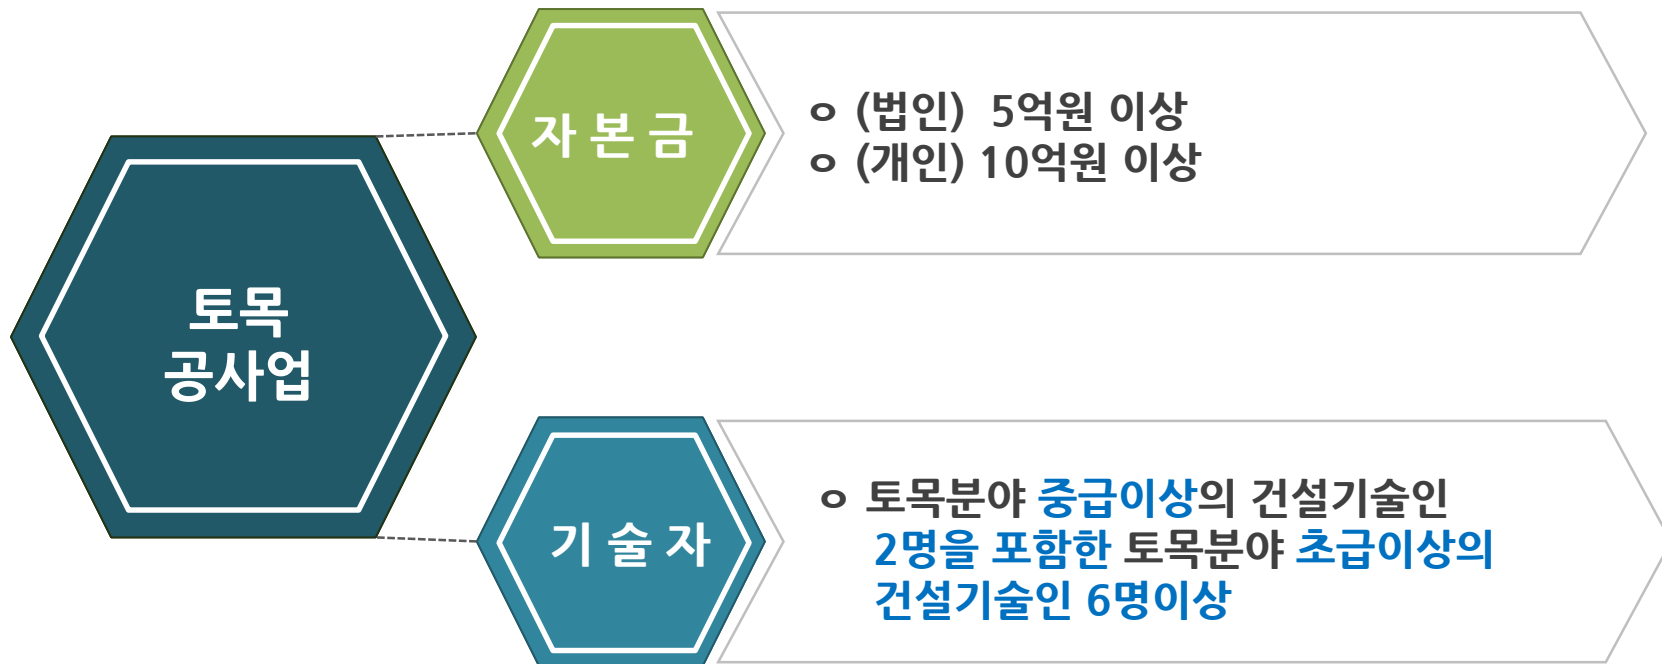 자 본 금
ㅇ (법인) 5억원 이상
ㅇ (개인) 10억원 이상
토목
공사업
기 술 자
ㅇ 토목분야 중급이상의 건설기술인
2명을 포함한 토목분야 초급이상의
건설기술인 6명이상